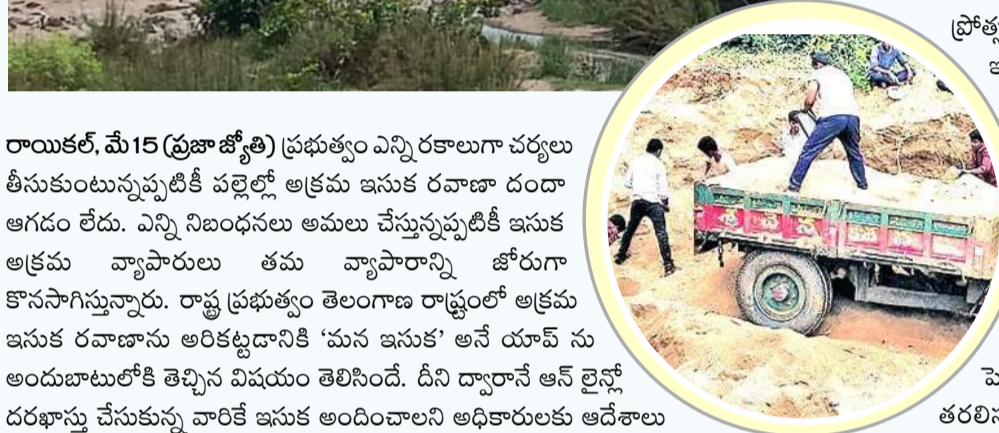 రాయికల్, మే 15 (ప్రజా జ్యోతి) ప్రభుత్వం ఎన్ని రకాలుగా చర్యలు
తీసుకుంటున్నప్పటికీ పల్లెల్లో అక్రమ ఇసుక రవాణా దందా
ఆగడం లేదు. ఎన్ని నిబంధనలు అమలు చేస్తున్నప్పటికీ ఇసుక
అక్రమ వ్యాపారులు తమ వ్యాపారాన్ని జోరుగా
కొనసాగిస్తున్నారు. రాష్ట్ర ప్రభుత్వం తెలంగాణ రాష్ట్రంలో అక్రమ
ఇసుక రవాణాను అరికట్టడానికి ‘మన ఇసుక’ అనే యాప్ ను
అందుబాటులోకి తెచ్చిన విషయం తెలిసిందే. దీని ద్వారానే ఆన్ లైన్లో
దరఖాస్తు చేసుకున్న వారికే ఇసుక అందించాలని అధికారులకు ఆదేశాలు